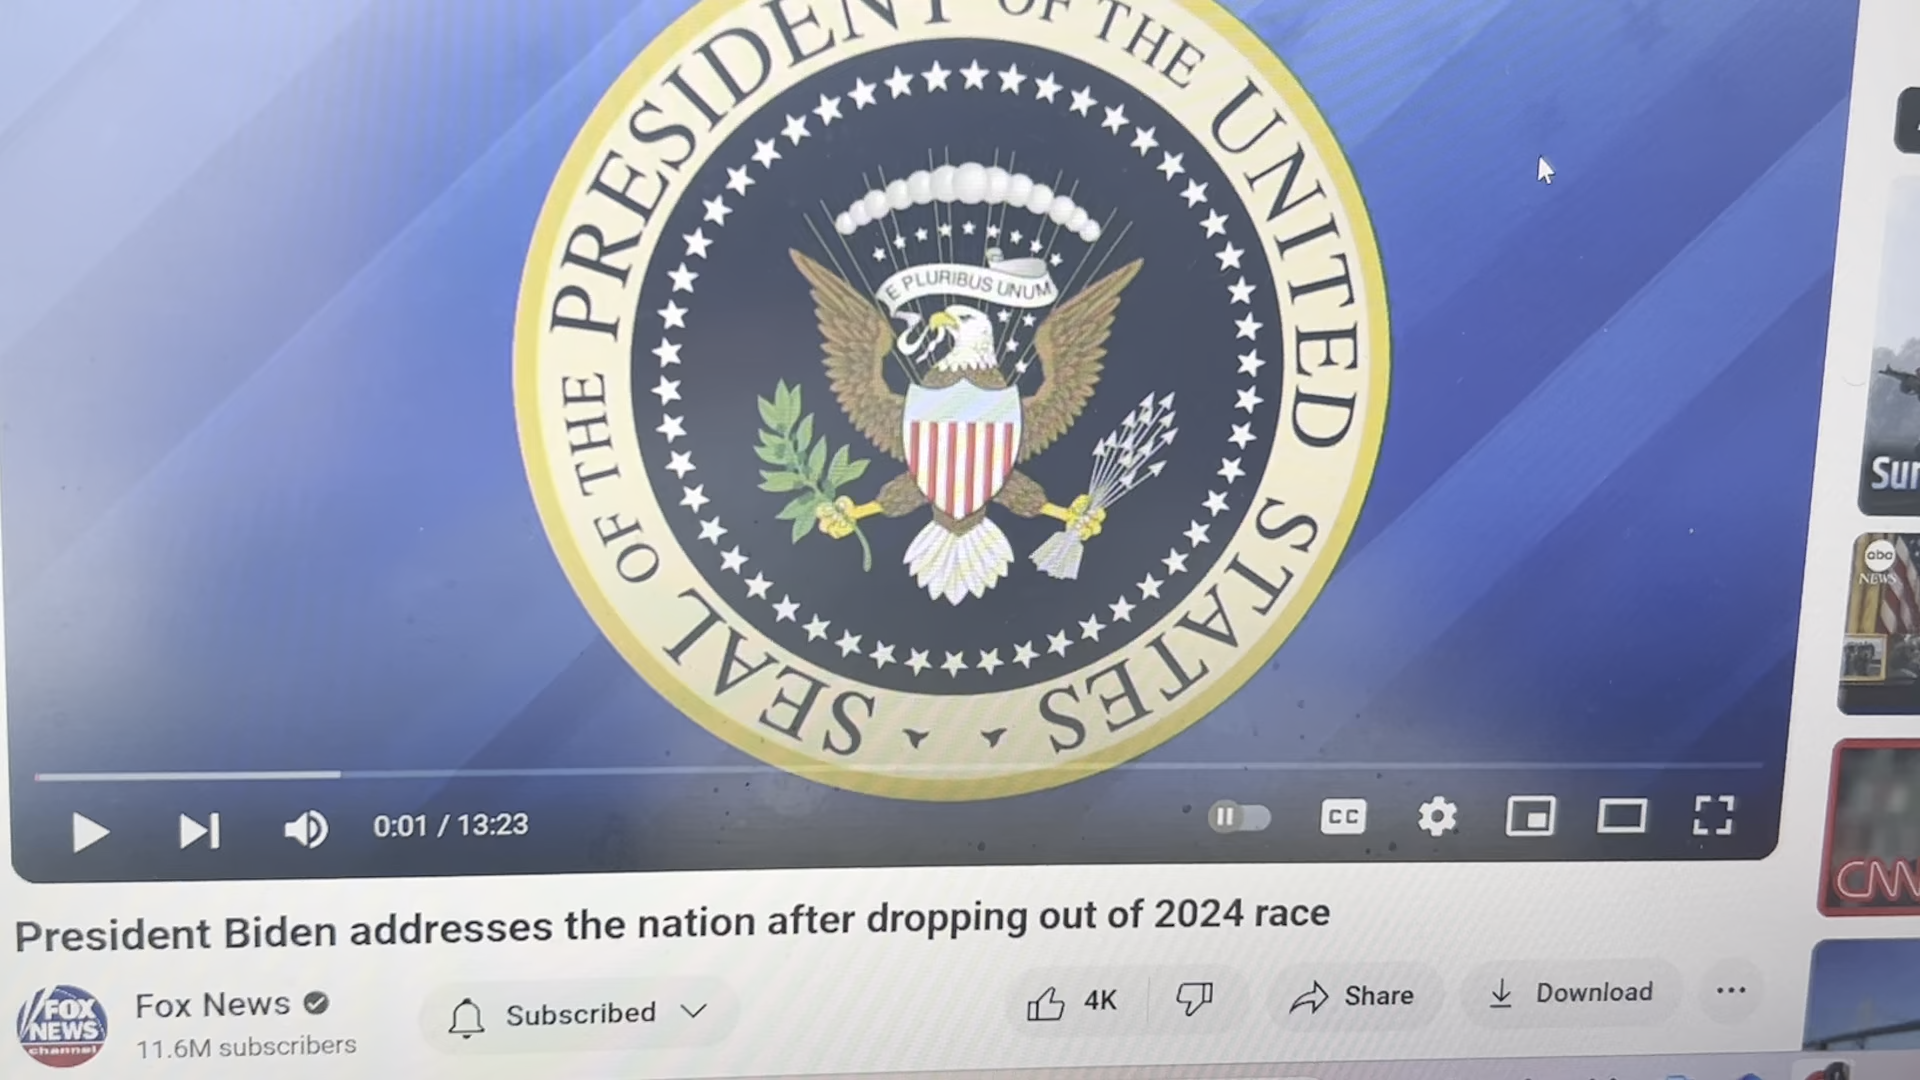 SEAL OF THE PRESIDENT OF THE UNITED STATES
E PLURIBUS UNUM
abc
NEWS
CNN
0:01 / 13:23
CC
President Biden addresses the nation after dropping out of 2024 race
FOX
NEWS
channel
Fox News
11.6M subscribers
Subscribed
4K
Share
Download